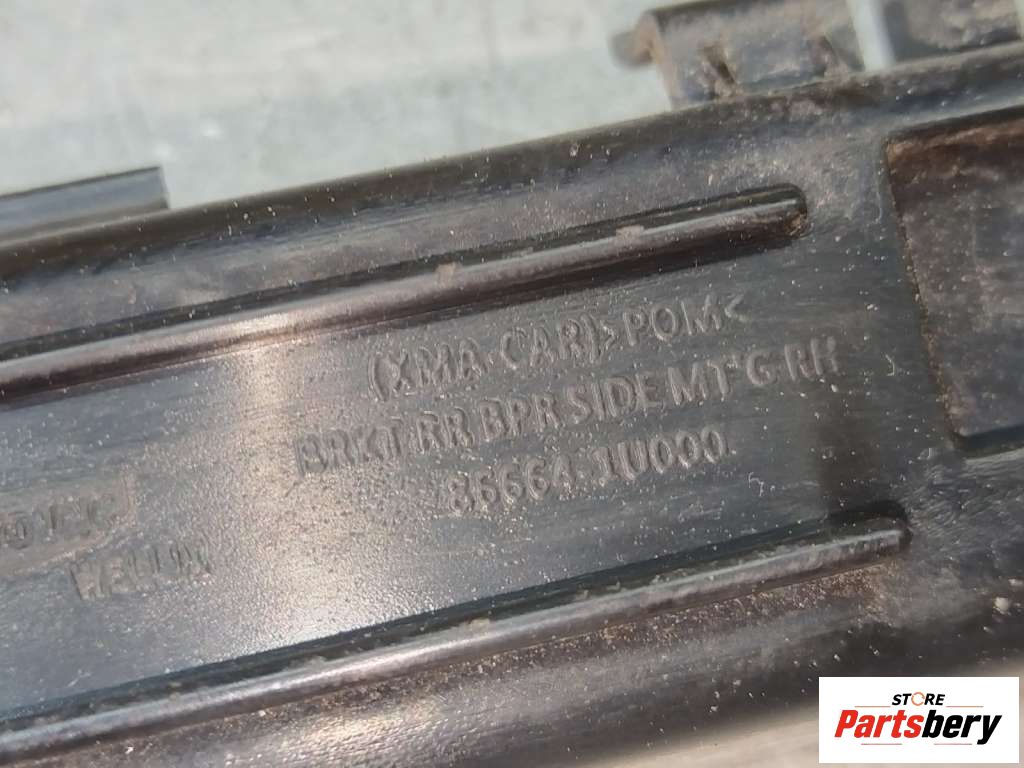 (XMA-CAR)>POM<
BRKT-RR BPR SIDE MT'G-RH
86664-1U000
STORE
Partsbery